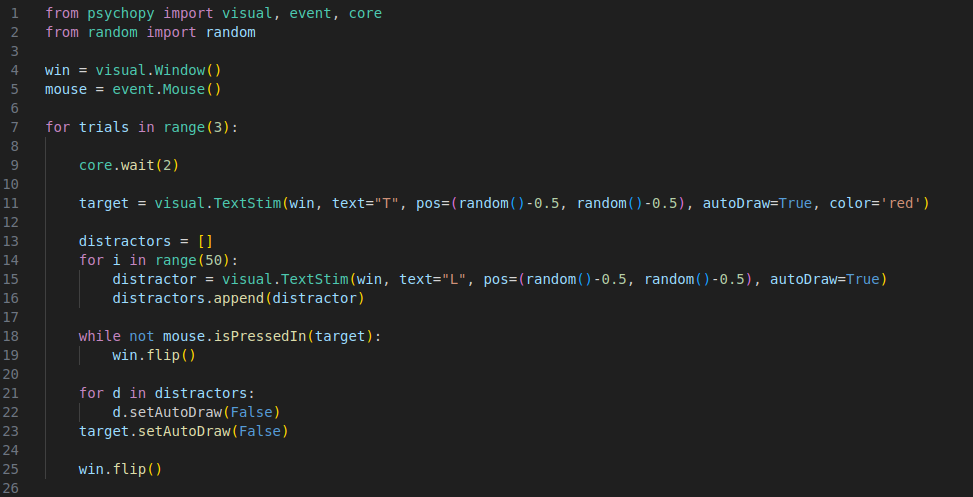 1 from psychopy import visual, event, core
2 from random import random
3
4 win = visual.Window()
5 mouse = event.Mouse()
6
7 for trials in range(3):
8
9     core.wait(2)
10
11     target = visual.TextStim(win, text="T", pos=(random()-0.5, random()-0.5), autoDraw=True, color='red')
12
13     distractors = []
14     for i in range(50):
15         distractor = visual.TextStim(win, text="L", pos=(random()-0.5, random()-0.5), autoDraw=True)
16         distractors.append(distractor)
17
18     while not mouse.isPressedIn(target):
19         win.flip()
20
21     for d in distractors:
22         d.setAutoDraw(False)
23     target.setAutoDraw(False)
24
25     win.flip()
26